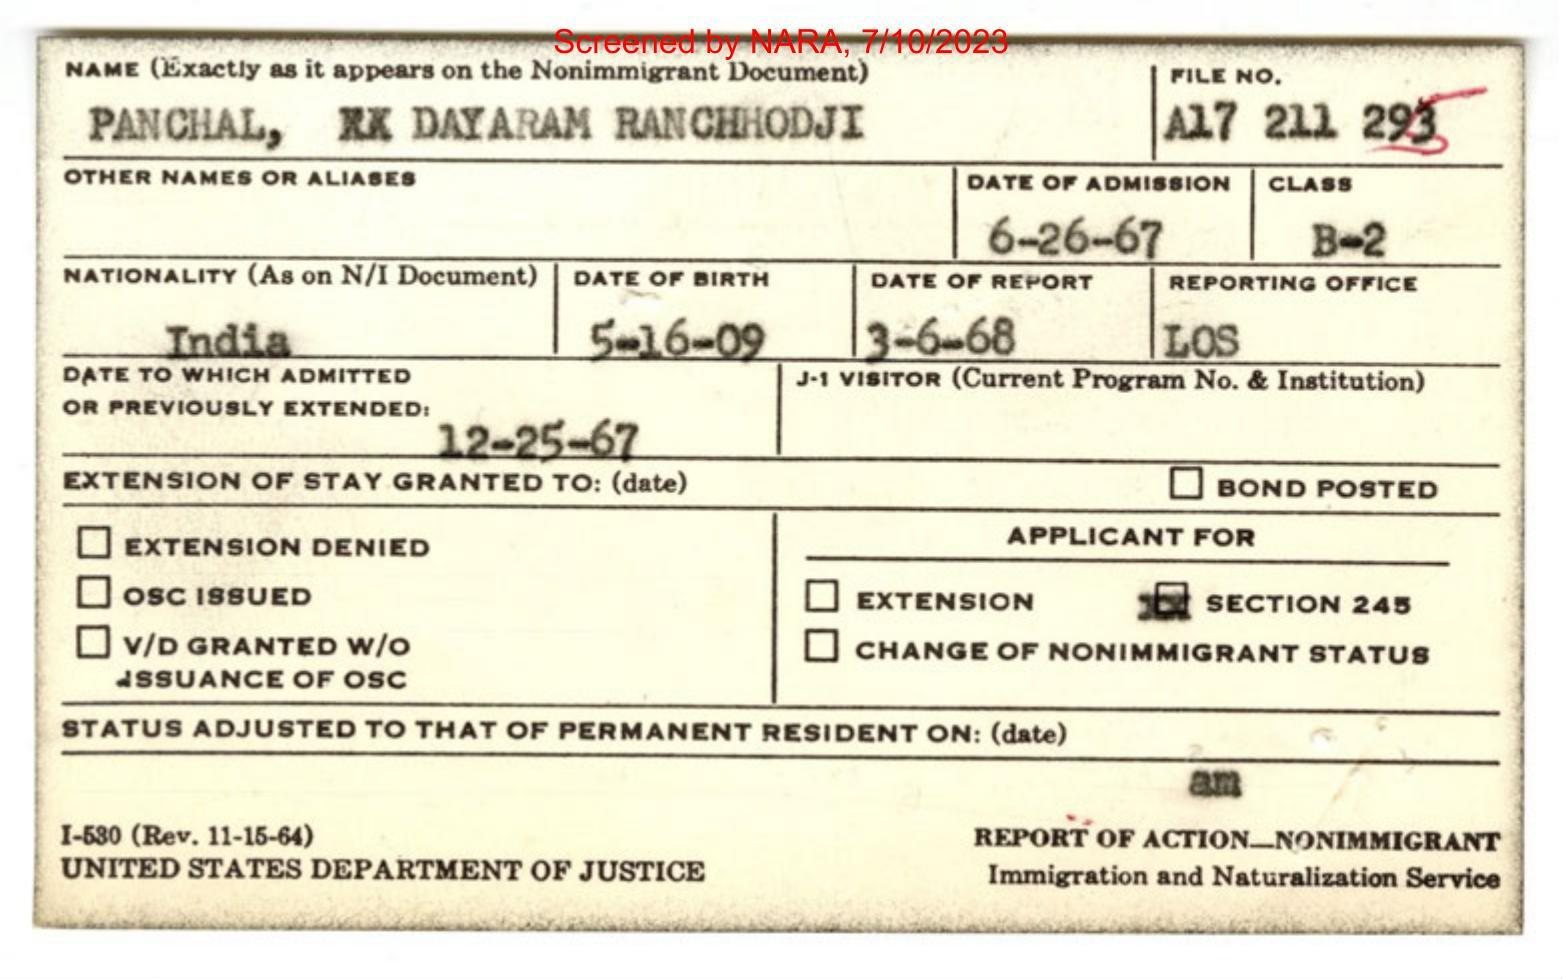 Screened by NARA, 7/10/2023
NAME (Exactly as it appears on the Nonimmigrant Document)
FILE NO.
PANCHAL, XX DAYARAM RANCHHODJI
A17 211 295
OTHER NAMES OR ALIASES
DATE OF ADMISSION
CLASS
6-26-67
B-2
NATIONALITY (As on N/I Document)
DATE OF BIRTH
DATE OF REPORT
REPORTING OFFICE
India
5-16-09
3-6-68
LOS
DATE TO WHICH ADMITTED
OR PREVIOUSLY EXTENDED:
12-25-67
J-1 VISITOR (Current Program No. & Institution)
EXTENSION OF STAY GRANTED TO: (date)
BOND POSTED
EXTENSION DENIED
OSC ISSUED
V/D GRANTED W/O
ISSUANCE OF OSC
APPLICANT FOR
EXTENSION
xx SECTION 245
CHANGE OF NONIMMIGRANT STATUS
STATUS ADJUSTED TO THAT OF PERMANENT RESIDENT ON: (date)
am
I-530 (Rev. 11-15-64)
UNITED STATES DEPARTMENT OF JUSTICE
REPORT OF ACTION—NONIMMIGRANT
Immigration and Naturalization Service